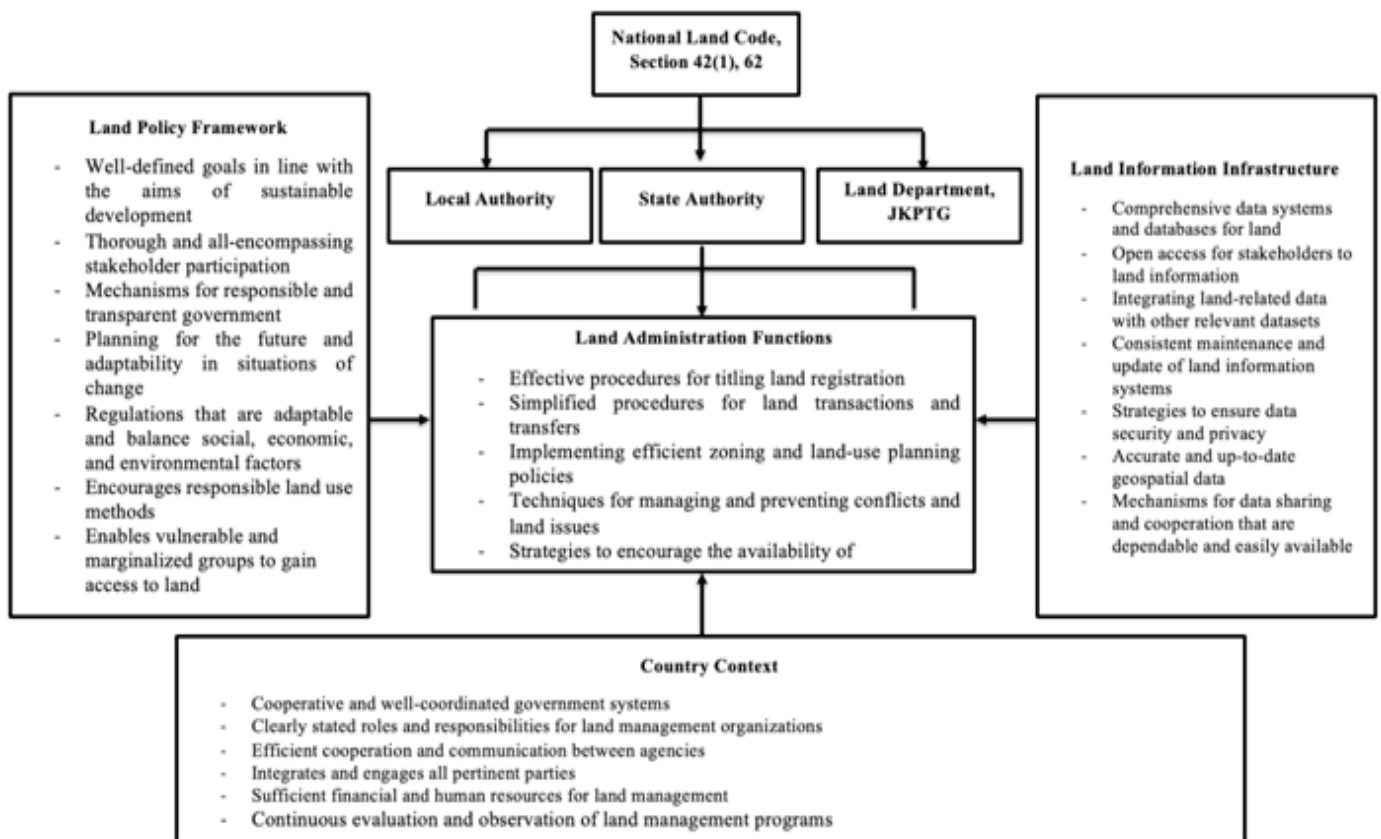 National Land Code,
Section 42(1), 62
Local Authority
State Authority
Land Department,
JKPTG
Land Policy Framework
- Well-defined goals in line with
the aims of sustainable
development
- Thorough and all-encompassing
stakeholder participation
- Mechanisms for responsible and
transparent government
- Planning for the future and
adaptability in situations of
change
- Regulations that are adaptable
and balance social, economic,
and environmental factors
- Encourages responsible land use
methods
- Enables vulnerable and
marginalized groups to gain
access to land
Land Administration Functions
- Effective procedures for titling land registration
- Simplified procedures for land transactions and
transfers
- Implementing efficient zoning and land-use planning
policies
- Techniques for managing and preventing conflicts and
land issues
- Strategies to encourage the availability of
Land Information Infrastructure
- Comprehensive data systems
and databases for land
- Open access for stakeholders to
land information
- Integrating land-related data
with other relevant datasets
- Consistent maintenance and
update of land information
systems
- Strategies to ensure data
security and privacy
- Accurate and up-to-date
geospatial data
- Mechanisms for data sharing
and cooperation that are
dependable and easily available
Country Context
- Cooperative and well-coordinated government systems
- Clearly stated roles and responsibilities for land management organizations
- Efficient cooperation and communication between agencies
- Integrates and engages all pertinent parties
- Sufficient financial and human resources for land management
- Continuous evaluation and observation of land management programs